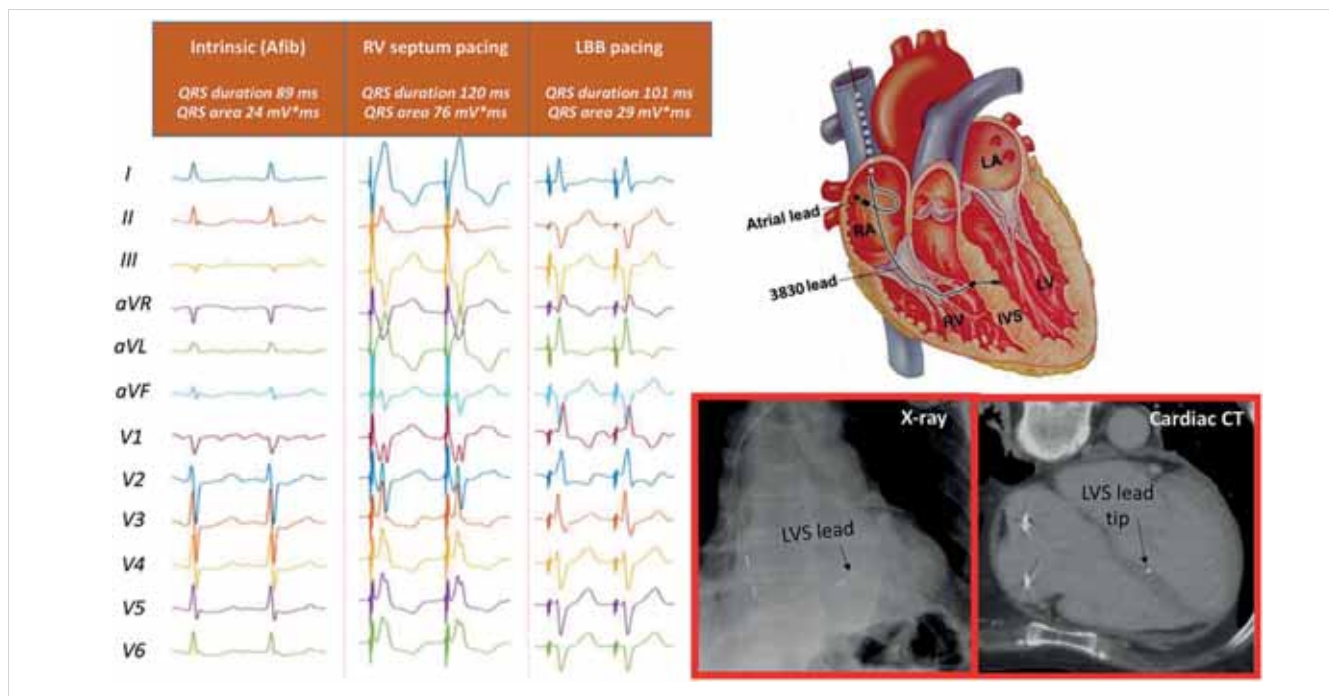 Intrinsic (Afib)
QRS duration 89 ms
QRS area 24 mV*ms
RV septum pacing
QRS duration 120 ms
QRS area 76 mV*ms
LBB pacing
QRS duration 101 ms
QRS area 29 mV*ms
I
II
III
aVR
aVL
aVF
V1
V2
V3
V4
V5
V6
LA
Atrial lead
RA
3830 lead
LV
RV
IVS
X-ray
LVS lead
Cardiac CT
LVS lead
tip